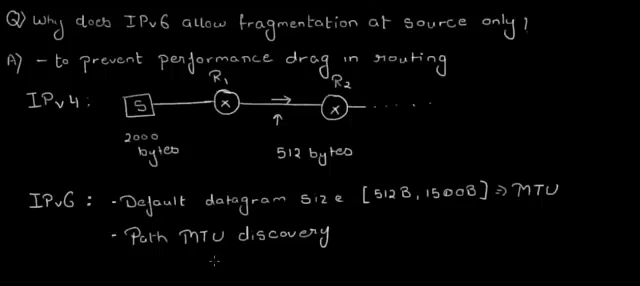 Q) Why does IPv6 allow fragmentation at source only?
A) - to prevent performance drag in routing
R1 R2
IPv4 : S x x .....
2000 bytes 512 bytes
IPv6 : - Default datagram size [512B, 1500B] => MTU
- Path MTU discovery